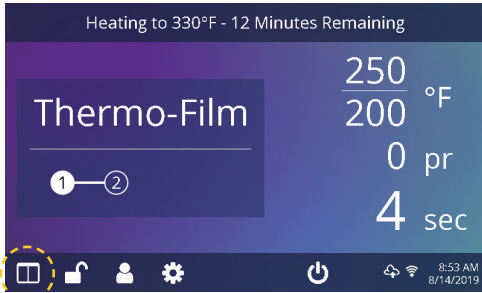 Heating to 330°F - 12 Minutes Remaining
Thermo-Film
1 2
250
200 °F
0 pr
4 sec
8:53 AM
8/14/2019